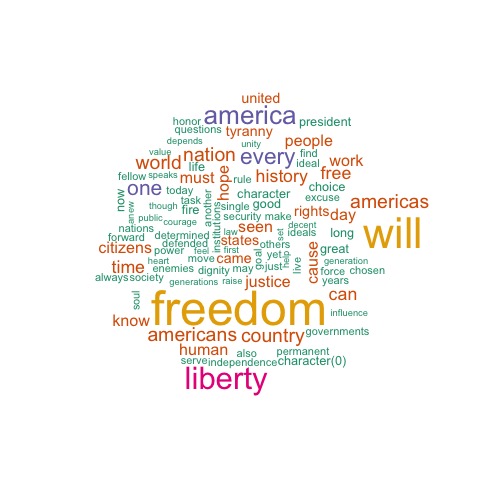 united
america
honor
president
questions
tyranny
depends
unity
people
value
nation
find
world
every
ideal
work
life
fellow
speaks
must
hope
rule
history
free
one
today
character
choice
now
task
another
excuse
americas
anew
though
fire
institutions
single
good
rights
day
public
courage
security
make
will
nations
law
seen
set
decent
ideals
long
forward
determined
states
others
citizens
defended
feel
first
goal
yet
help
cause
great
power
came
move
heart
time
enemies
dignity
may
just
live
generation
force
chosen
always
society
generations
raise
justice
years
soul
can
freedom
influence
know
americans
country
governments
human
also
permanent
serve
independence
character(0)
liberty